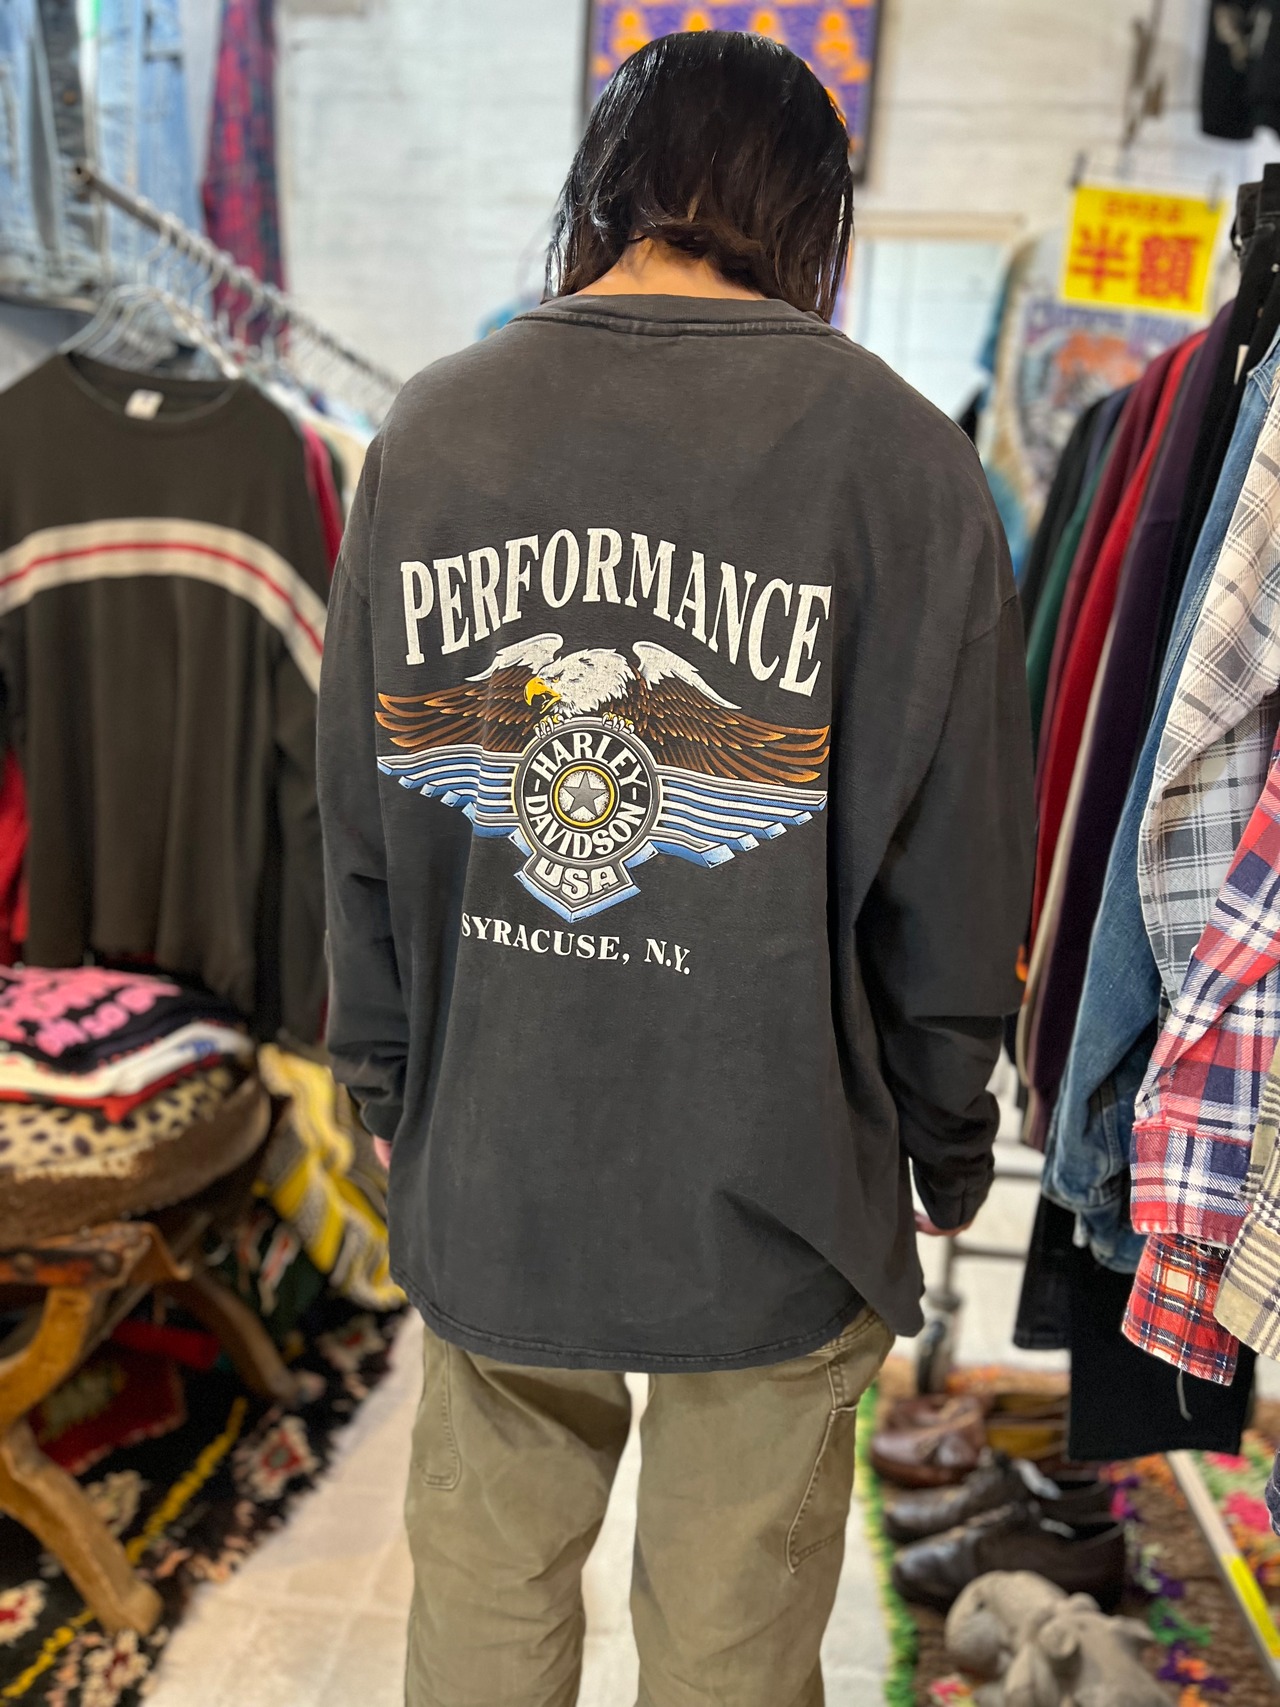 半額
PERFORMANCE
HARLEY-
DAVIDSON
USA
SYRACUSE, N.Y.